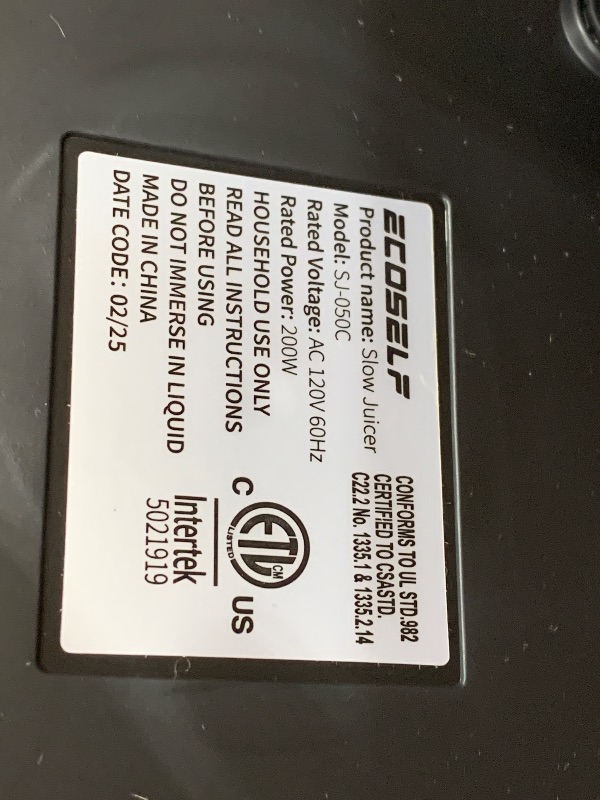 ECOSELF
Product name: Slow Juicer
Model: SJ-050C
Rated Voltage: AC 120V 60Hz
Rated Power: 200W
HOUSEHOLD USE ONLY
READ ALL INSTRUCTIONS
BEFORE USING
DO NOT IMMERSE IN LIQUID
MADE IN CHINA
DATE CODE: 02/25
CONFORMS TO UL STD.982
CERTIFIED TO CSASTD.
C22.2 No. 1335.1 & 1335.2.14
ETL CM
LISTED
C US
Intertek
5021919